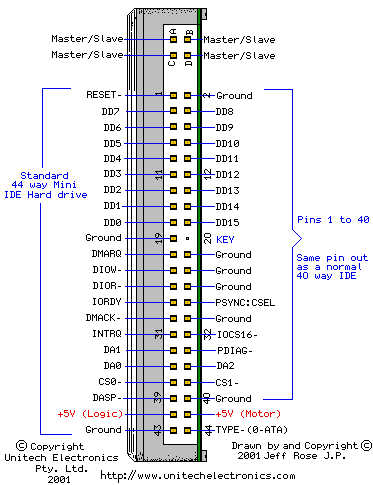 A B
Master/Slave Master/Slave
Master/Slave Master/Slave
C D
RESET- 1 2 Ground
DD7 DD8
DD6 DD9
DD5 DD10
DD4 DD11
DD3 11 12 DD12
DD2 DD13
DD1 DD14
DD0 DD15
Ground 19 20 KEY
DMARQ Ground
DIOW- Ground
DIOR- Ground
IORDY PSYNC:CSEL
DMACK- Ground
INTRQ 31 32 IOCS16-
DA1 PDIAG-
DA0 DA2
CS0- CS1-
DASP- 39 40 Ground
+5V (Logic) +5V (Motor)
Ground 43 44 TYPE-(0-ATA)
Standard
44 way Mini
IDE Hard drive
Pins 1 to 40
Same pin out
as a normal
40 way IDE
© Copyright
Unitech Electronics
Pty. Ltd.
2001
Drawn by and Copyright ©
2001 Jeff Rose J.P.
http://www.unitechelectronics.com